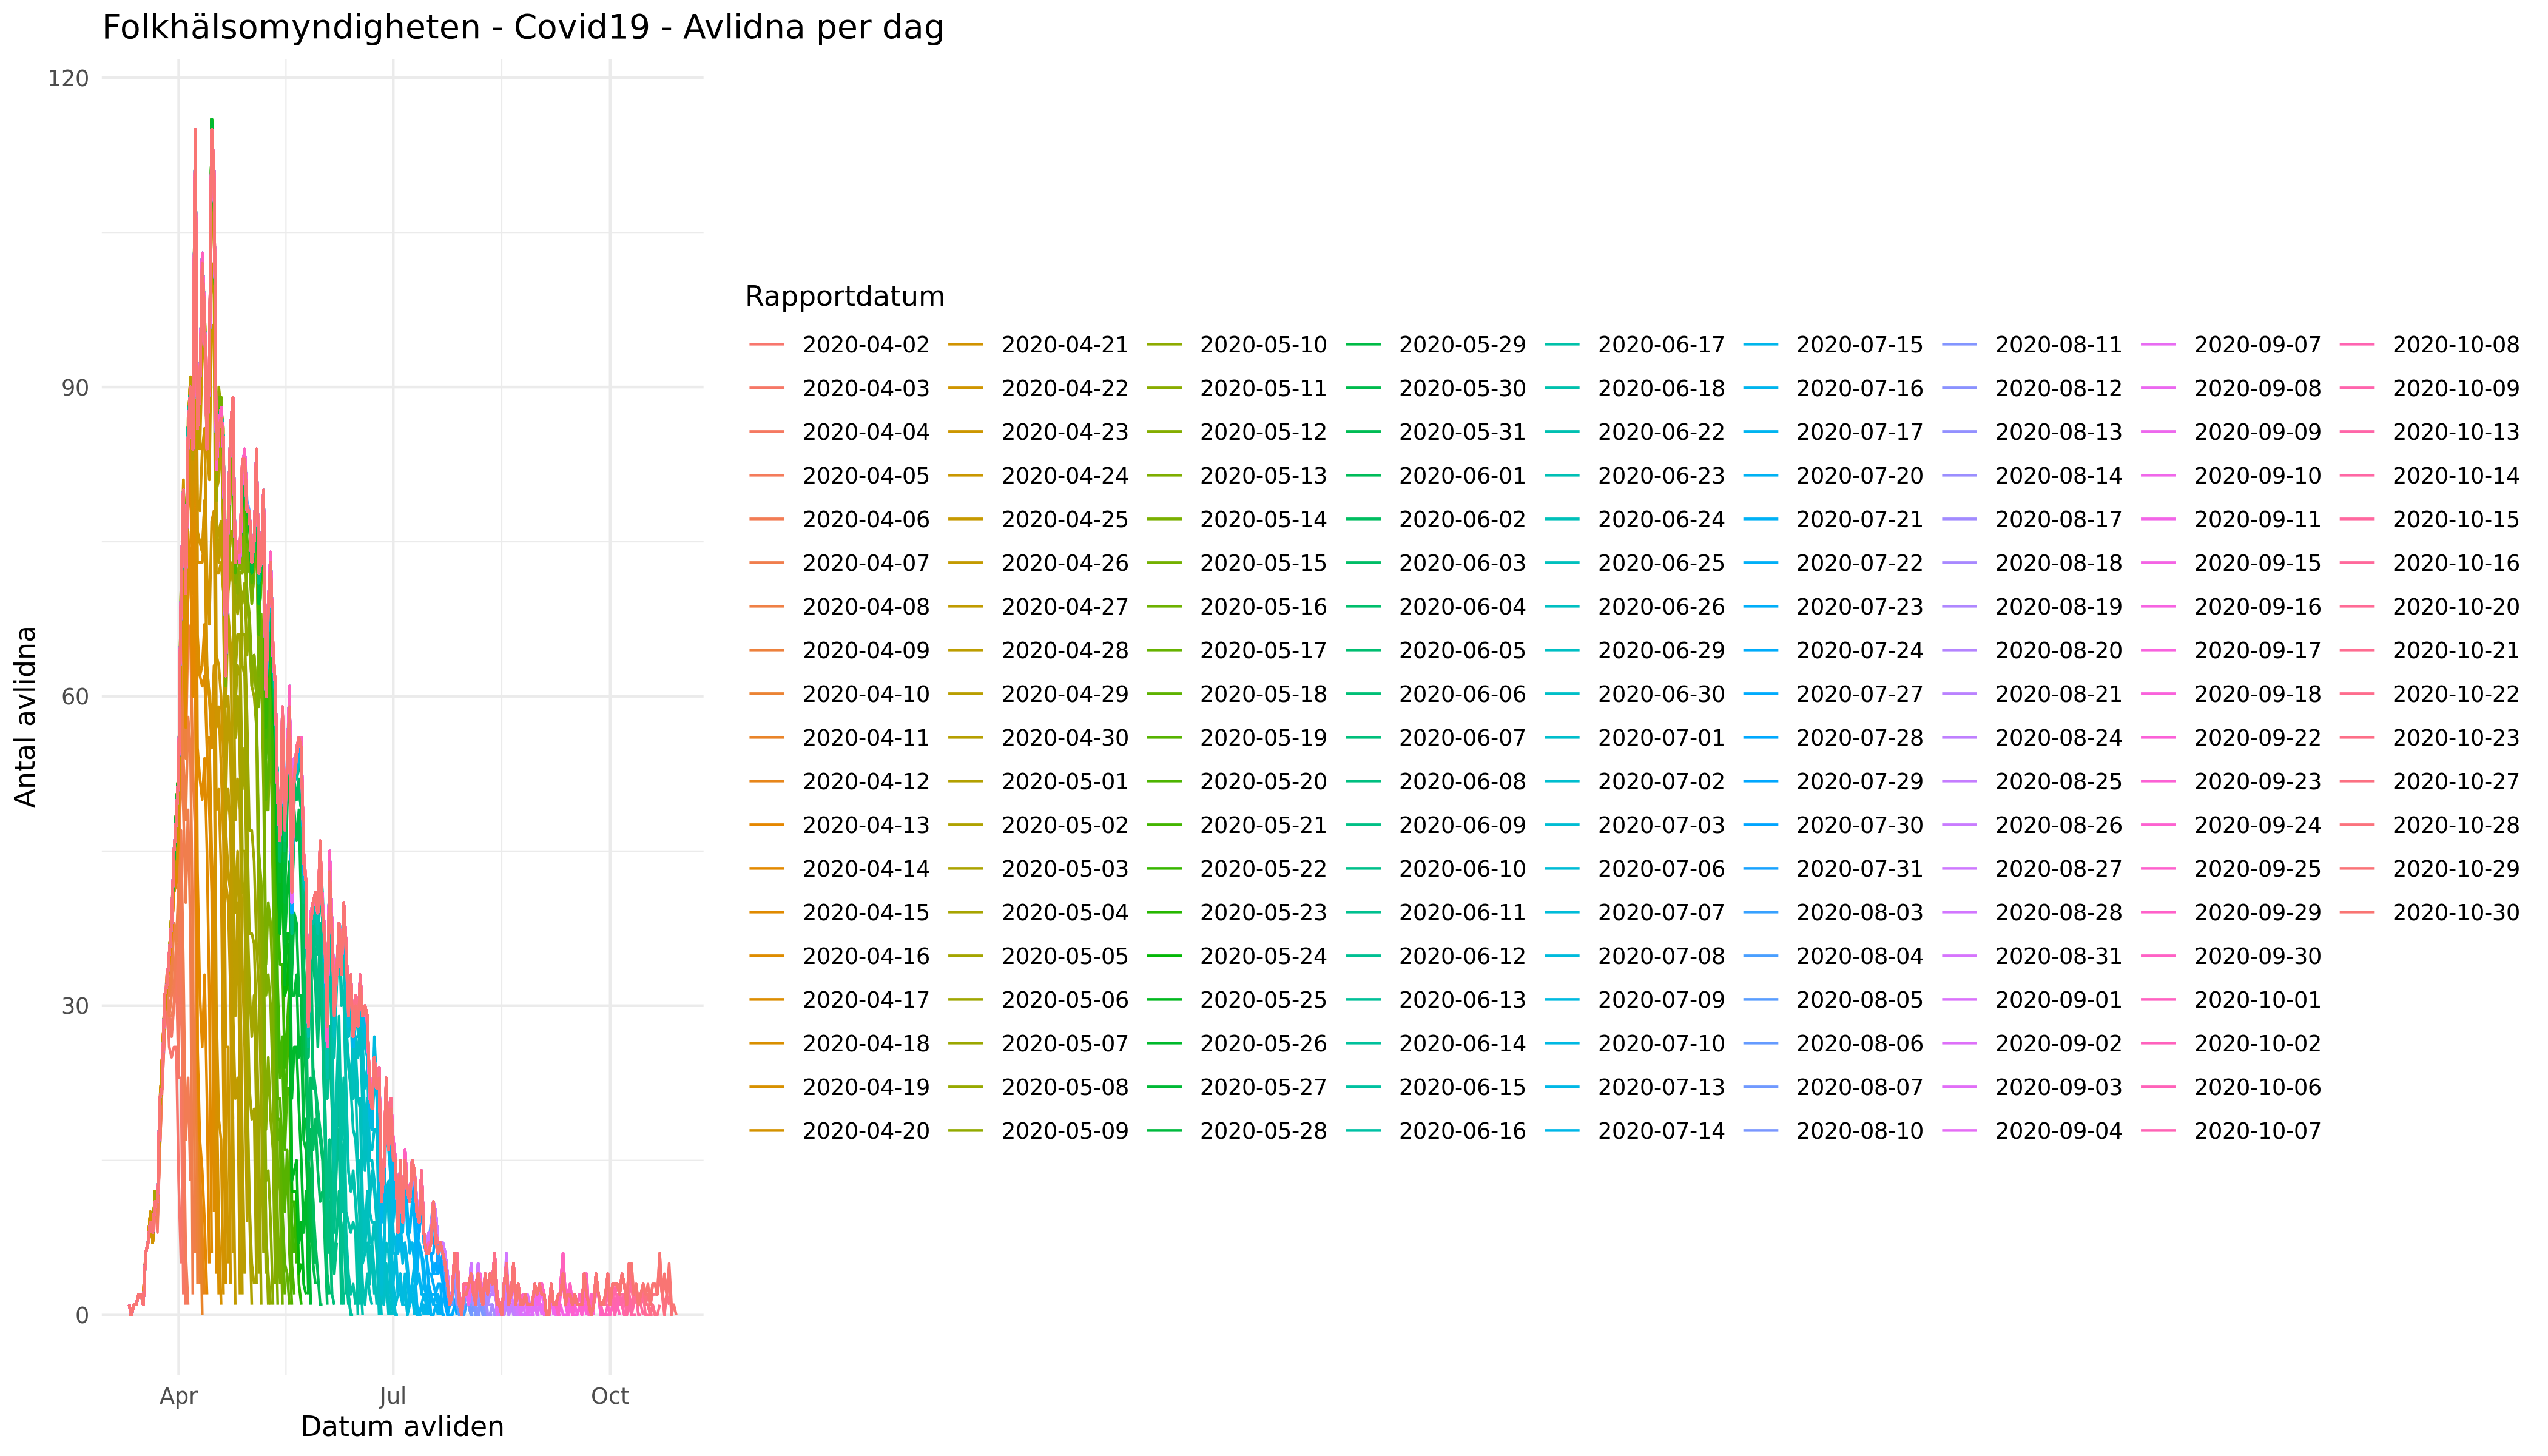 Folkhälsomyndigheten - Covid19 - Avlidna per dag
120
90
60
30
0
Antal avlidna
Apr Jul Oct
Datum avliden
Rapportdatum
2020-04-02 2020-04-21 2020-05-10 2020-05-29 2020-06-17 2020-07-15 2020-08-11 2020-09-07 2020-10-08
2020-04-03 2020-04-22 2020-05-11 2020-05-30 2020-06-18 2020-07-16 2020-08-12 2020-09-08 2020-10-09
2020-04-04 2020-04-23 2020-05-12 2020-05-31 2020-06-22 2020-07-17 2020-08-13 2020-09-09 2020-10-13
2020-04-05 2020-04-24 2020-05-13 2020-06-01 2020-06-23 2020-07-20 2020-08-14 2020-09-10 2020-10-14
2020-04-06 2020-04-25 2020-05-14 2020-06-02 2020-06-24 2020-07-21 2020-08-17 2020-09-11 2020-10-15
2020-04-07 2020-04-26 2020-05-15 2020-06-03 2020-06-25 2020-07-22 2020-08-18 2020-09-15 2020-10-16
2020-04-08 2020-04-27 2020-05-16 2020-06-04 2020-06-26 2020-07-23 2020-08-19 2020-09-16 2020-10-20
2020-04-09 2020-04-28 2020-05-17 2020-06-05 2020-06-29 2020-07-24 2020-08-20 2020-09-17 2020-10-21
2020-04-10 2020-04-29 2020-05-18 2020-06-06 2020-06-30 2020-07-27 2020-08-21 2020-09-18 2020-10-22
2020-04-11 2020-04-30 2020-05-19 2020-06-07 2020-07-01 2020-07-28 2020-08-24 2020-09-22 2020-10-23
2020-04-12 2020-05-01 2020-05-20 2020-06-08 2020-07-02 2020-07-29 2020-08-25 2020-09-23 2020-10-27
2020-04-13 2020-05-02 2020-05-21 2020-06-09 2020-07-03 2020-07-30 2020-08-26 2020-09-24 2020-10-28
2020-04-14 2020-05-03 2020-05-22 2020-06-10 2020-07-06 2020-07-31 2020-08-27 2020-09-25 2020-10-29
2020-04-15 2020-05-04 2020-05-23 2020-06-11 2020-07-07 2020-08-03 2020-08-28 2020-09-29 2020-10-30
2020-04-16 2020-05-05 2020-05-24 2020-06-12 2020-07-08 2020-08-04 2020-08-31 2020-09-30
2020-04-17 2020-05-06 2020-05-25 2020-06-13 2020-07-09 2020-08-05 2020-09-01 2020-10-01
2020-04-18 2020-05-07 2020-05-26 2020-06-14 2020-07-10 2020-08-06 2020-09-02 2020-10-02
2020-04-19 2020-05-08 2020-05-27 2020-06-15 2020-07-13 2020-08-07 2020-09-03 2020-10-06
2020-04-20 2020-05-09 2020-05-28 2020-06-16 2020-07-14 2020-08-10 2020-09-04 2020-10-07